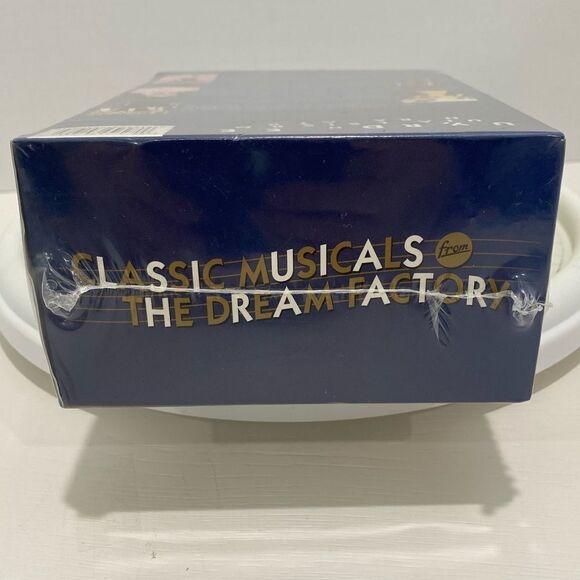 CLASSIC MUSICALS from
THE DREAM FACTORY